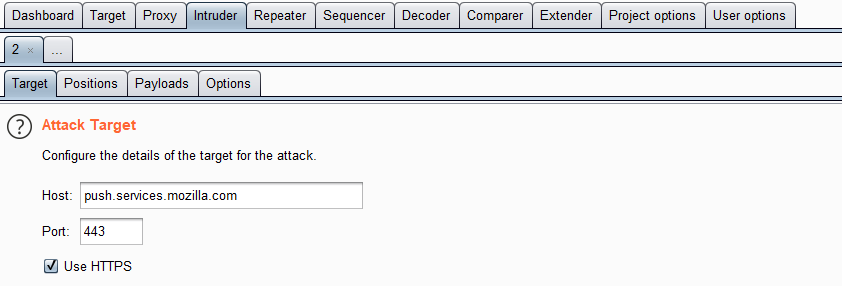 Dashboard Target Proxy Intruder Repeater Sequencer Decoder Comparer Extender Project options User options
2 × ...
Target Positions Payloads Options
? Attack Target
Configure the details of the target for the attack.
Host: push.services.mozilla.com
Port: 443
Use HTTPS